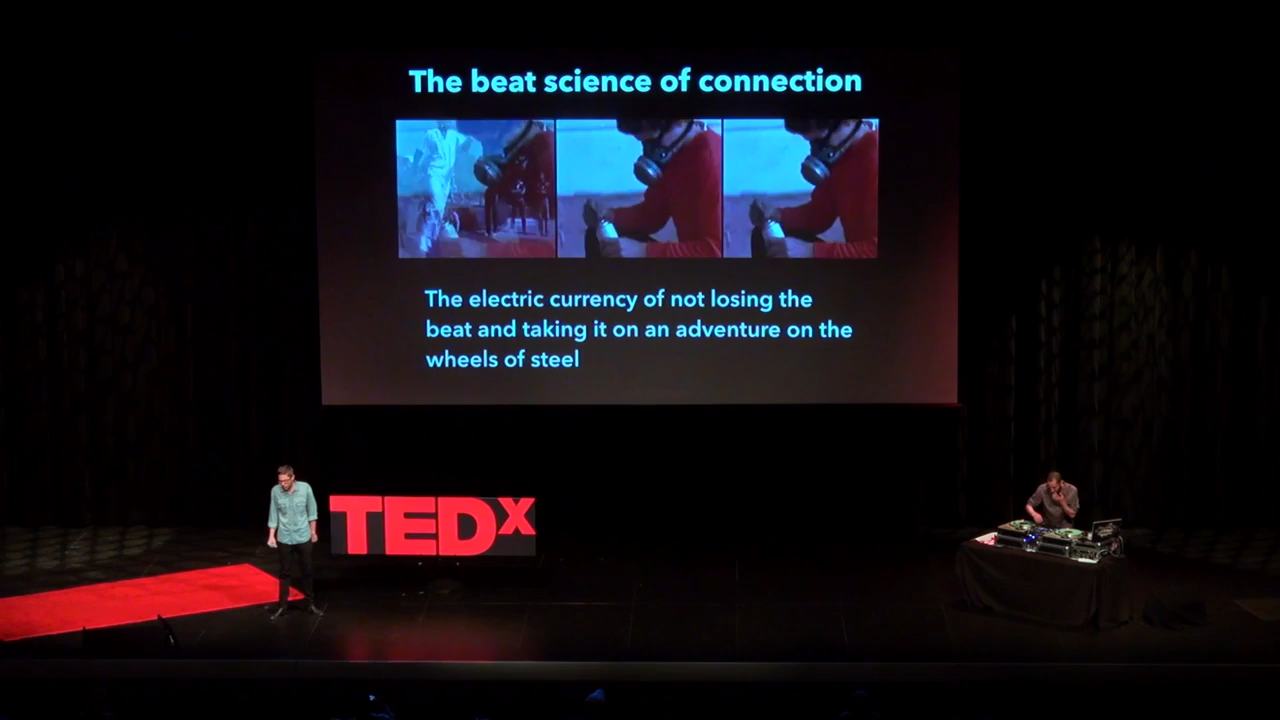 The beat science of connection
The electric currency of not losing the
beat and taking it on an adventure on the
wheels of steel
TEDx